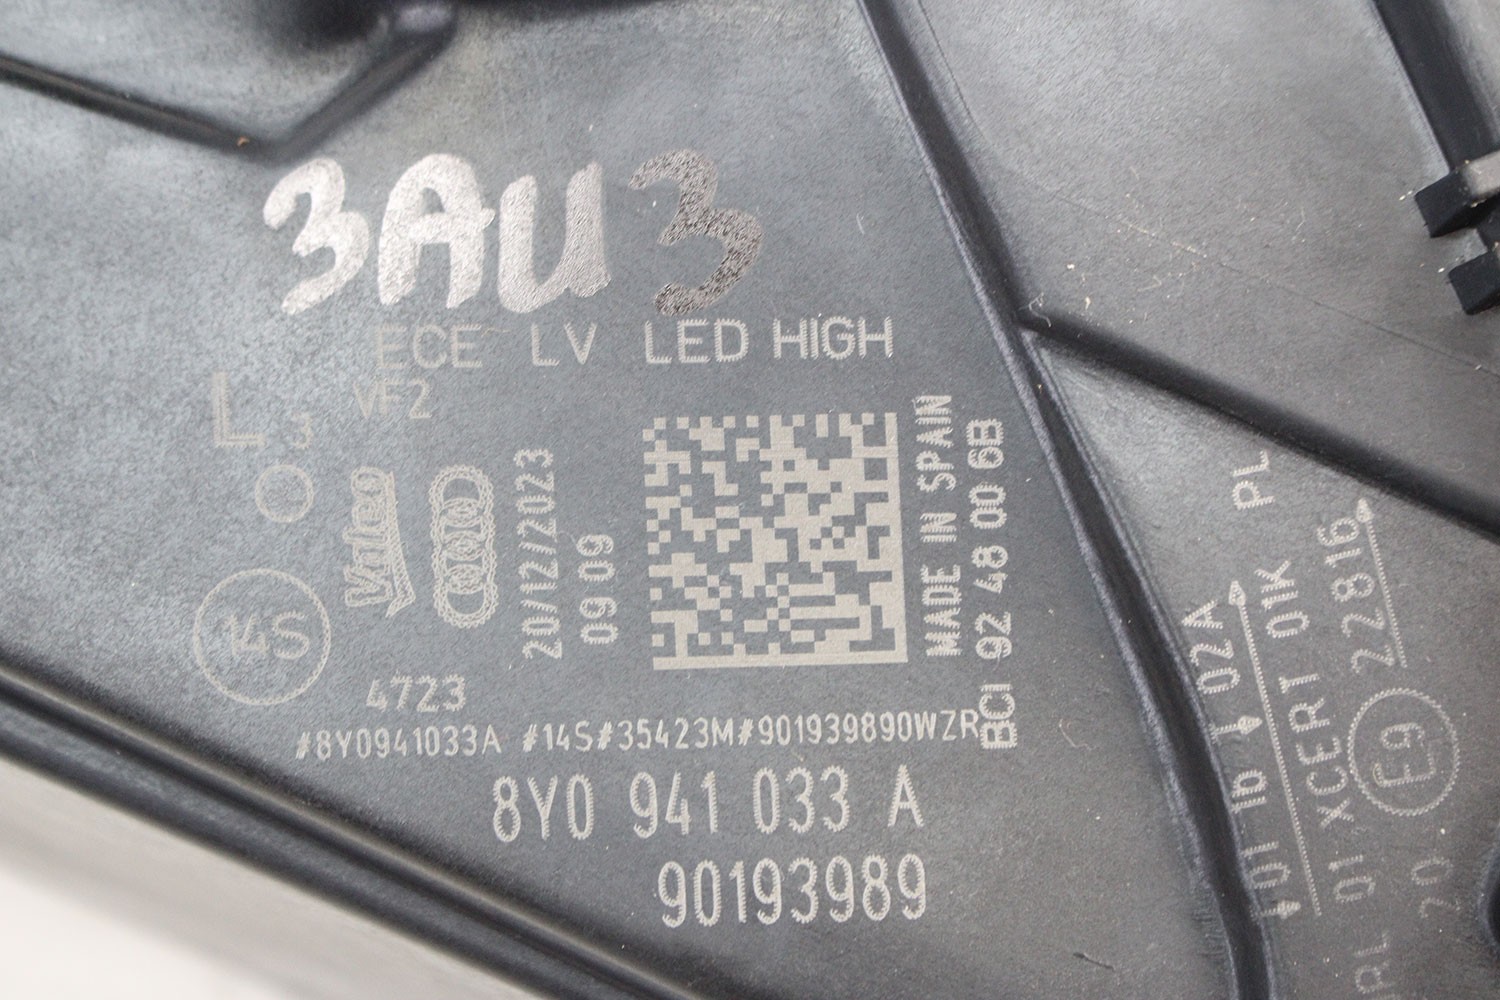 3AU3
ECE LV LED HIGH
L3
VF2
Valeo
20/12/2023
09 09
MADE IN SPAIN
BCI 92 48 00 6B
14S
4723
#8Y0941033A #14S#35423M#901939890WZR
8Y0 941 033 A
90193989
PL
02A
01K
22816
XCERT
E9
01
20